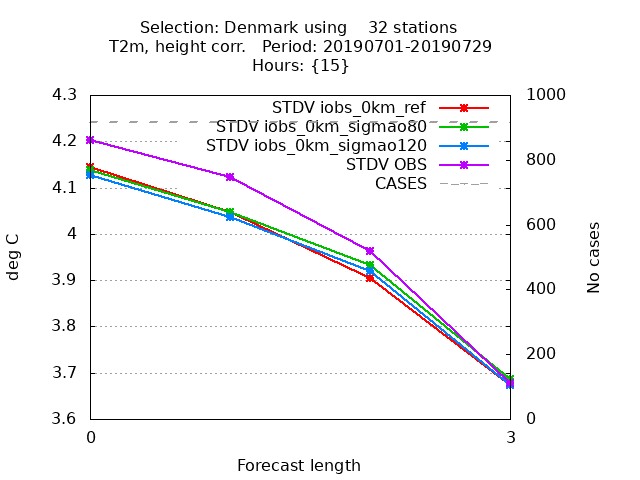 Selection: Denmark using    32 stations
T2m, height corr.   Period: 20190701-20190729
Hours: {15}
STDV iobs_0km_ref
STDV iobs_0km_sigmao80
STDV iobs_0km_sigmao120
STDV OBS
CASES
4.3
4.2
4.1
4
3.9
3.8
3.7
3.6
deg C
1000
800
600
400
200
0
No cases
0
3
Forecast length